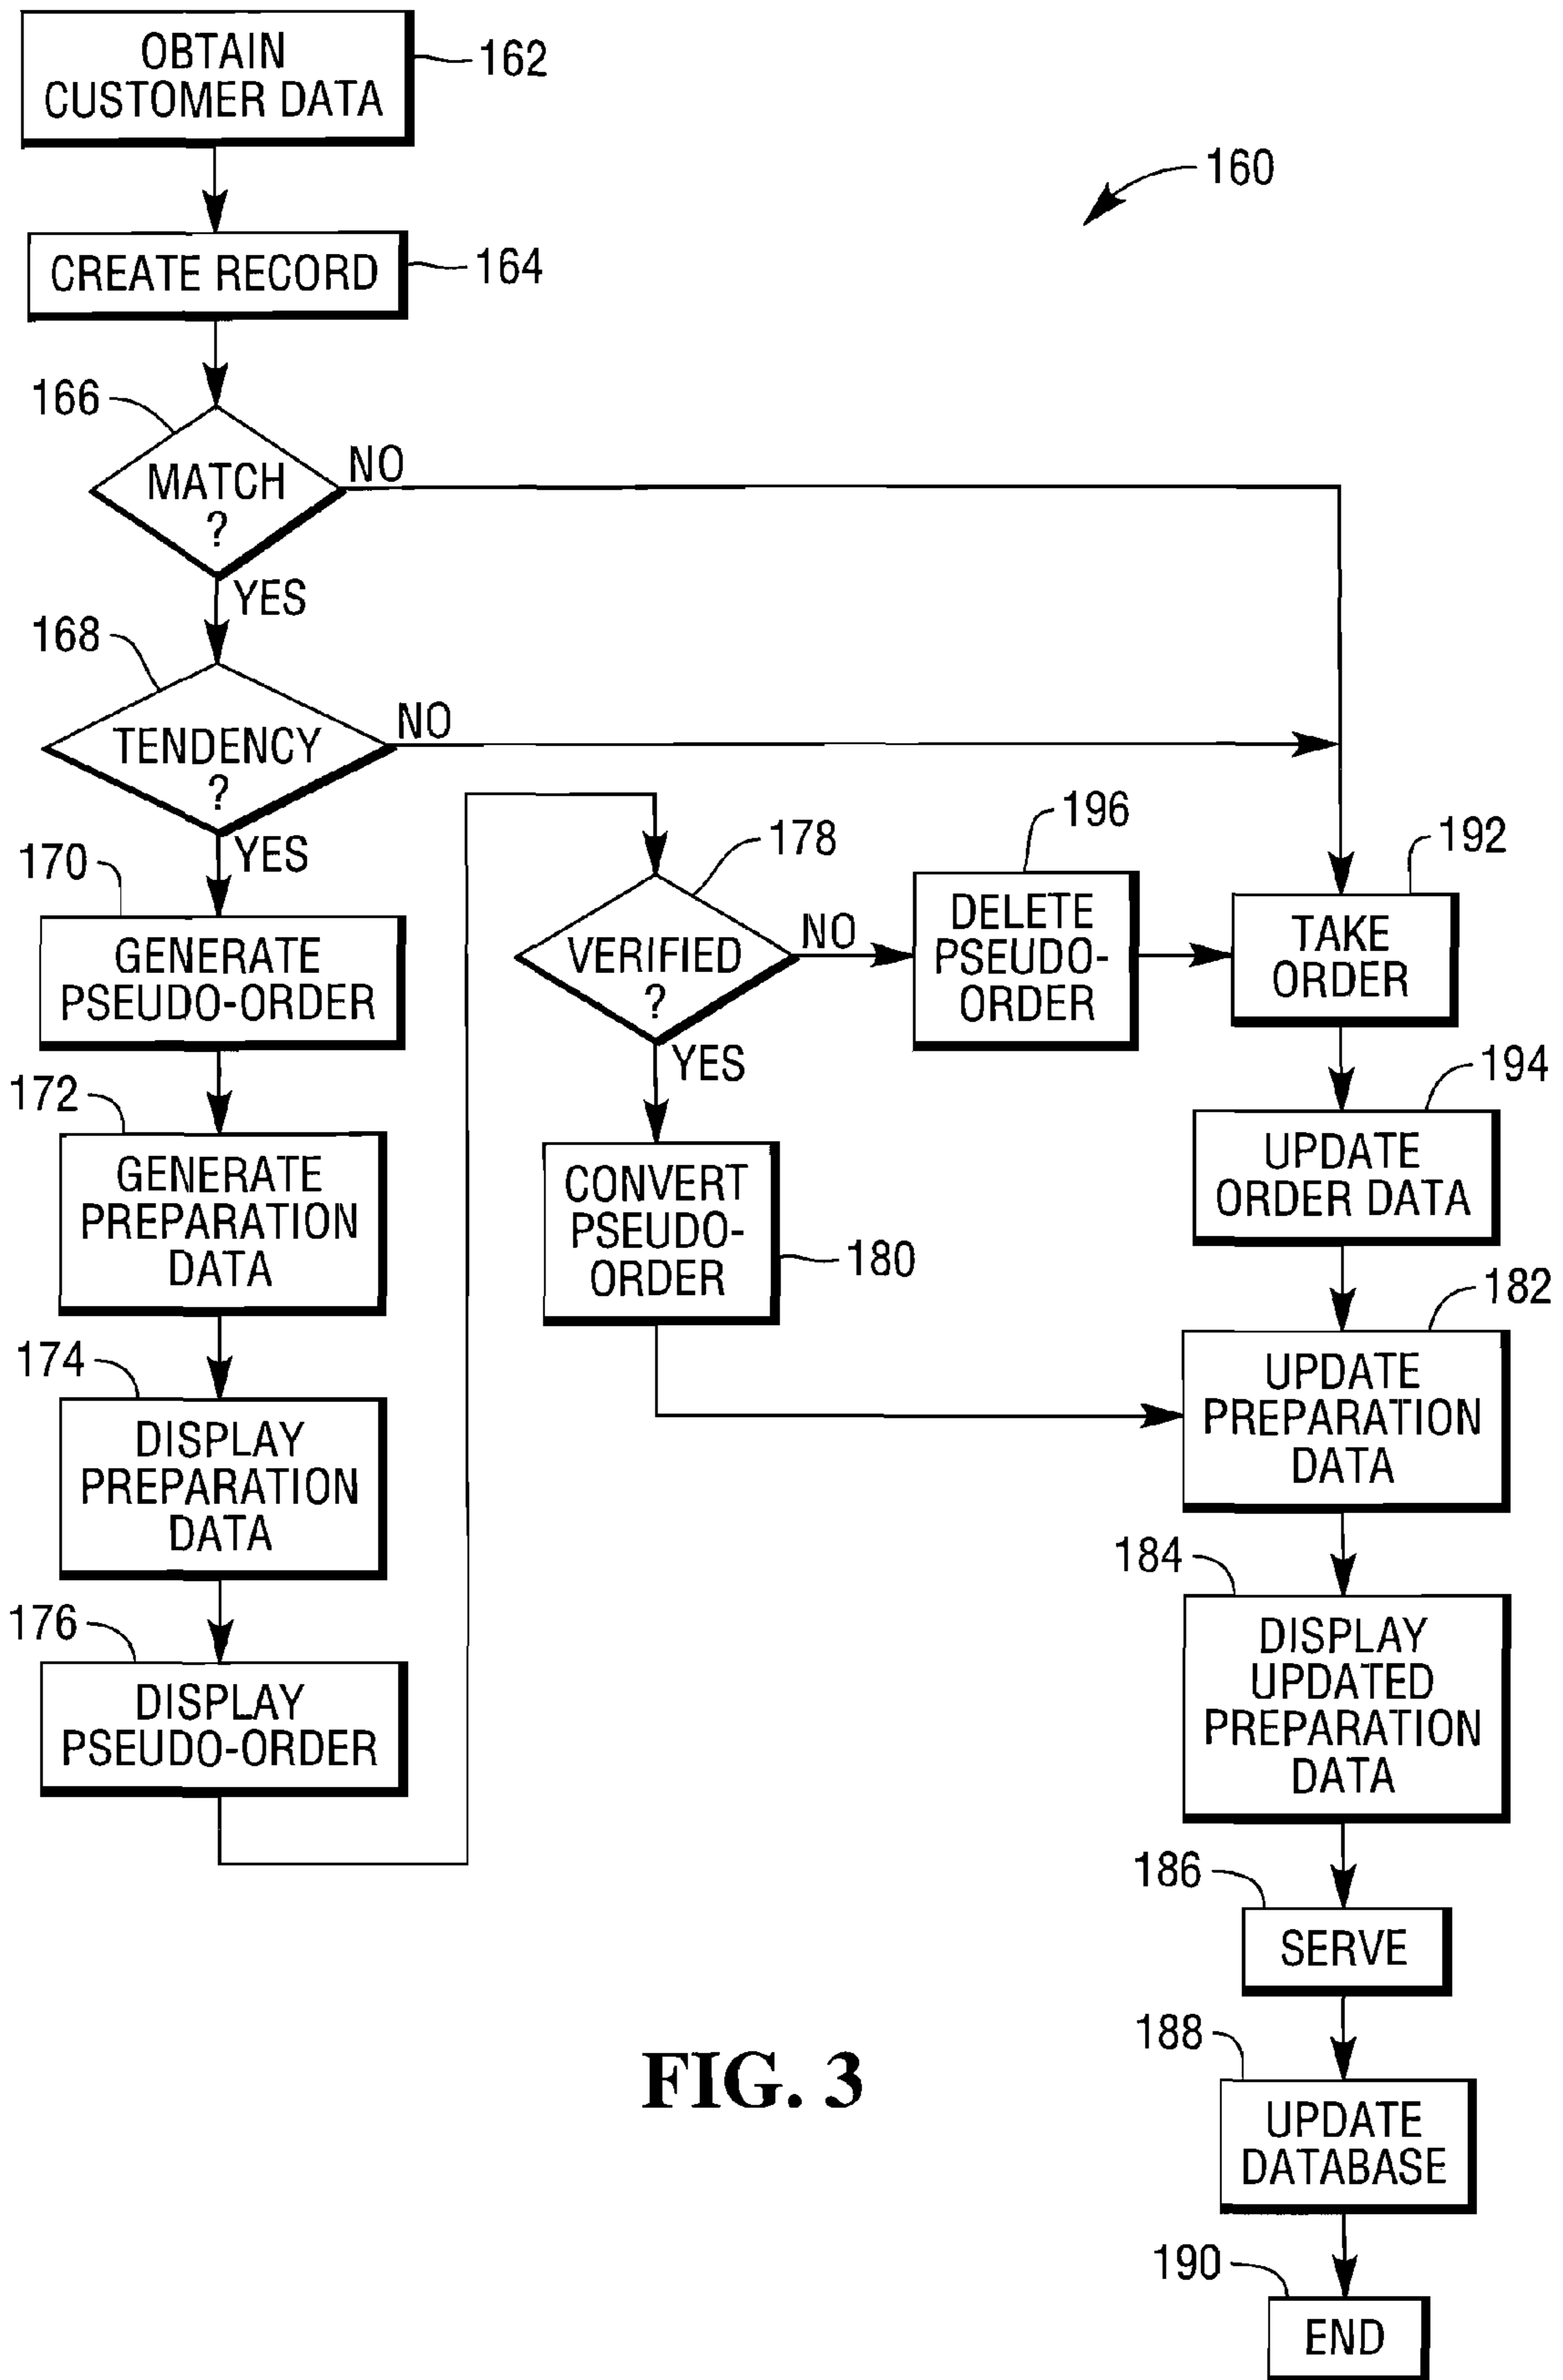 OBTAIN
CUSTOMER DATA
162
160
CREATE RECORD
164
166
MATCH
?
NO
YES
168
TENDENCY
?
NO
YES
170
GENERATE
PSEUDO-ORDER
172
GENERATE
PREPARATION
DATA
174
DISPLAY
PREPARATION
DATA
176
DISPLAY
PSEUDO-ORDER
178
VERIFIED
?
NO
YES
196
DELETE
PSEUDO-
ORDER
192
TAKE
ORDER
194
UPDATE
ORDER DATA
CONVERT
PSEUDO-
ORDER
180
182
UPDATE
PREPARATION
DATA
184
DISPLAY
UPDATED
PREPARATION
DATA
186
SERVE
188
UPDATE
DATABASE
190
END
FIG. 3